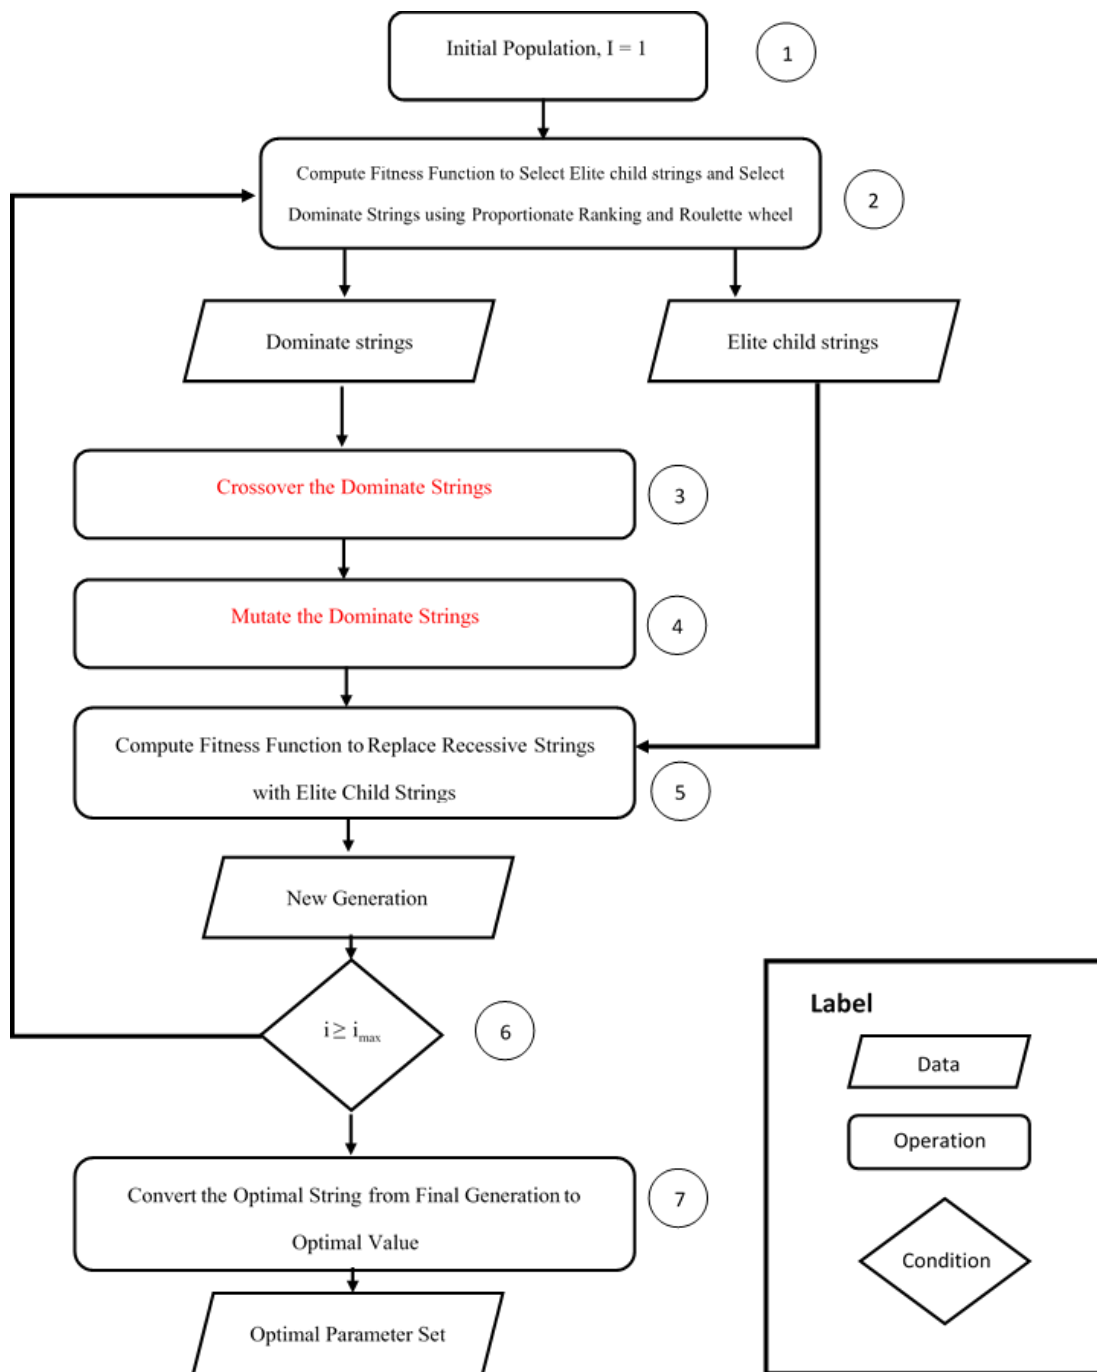 Initial Population, I = 1
1
Compute Fitness Function to Select Elite child strings and Select
Dominate Strings using Proportionate Ranking and Roulette wheel
2
Dominate strings
Elite child strings
Crossover the Dominate Strings
3
Mutate the Dominate Strings
4
Compute Fitness Function to Replace Recessive Strings
with Elite Child Strings
5
New Generation
i ≥ imax
6
Convert the Optimal String from Final Generation to
Optimal Value
7
Optimal Parameter Set
Label
Data
Operation
Condition